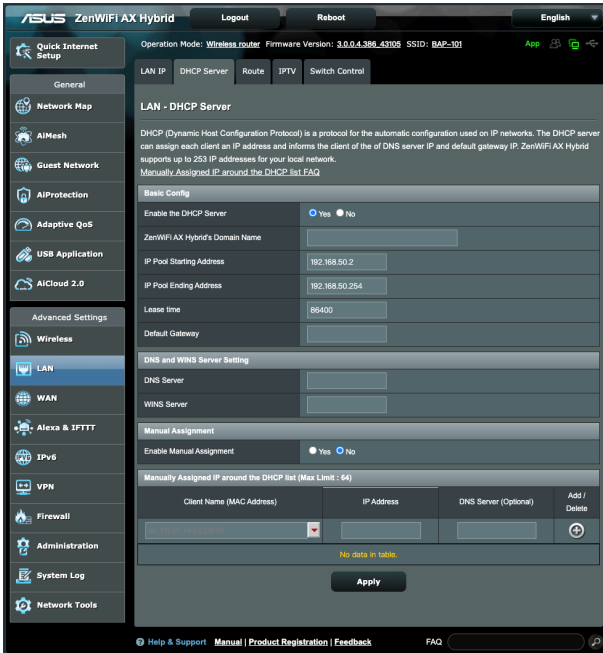 ASUS ZenWiFi AX Hybrid Logout Reboot English
Quick Internet Setup
Operation Mode: Wireless router Firmware Version: 3.0.0.4.386_43105 SSID: BAP-101 App
General
Network Map
AiMesh
Guest Network
AiProtection
Adaptive QoS
USB Application
AiCloud 2.0
Advanced Settings
Wireless
LAN
WAN
Alexa & IFTTT
IPv6
VPN
Firewall
Administration
System Log
Network Tools
LAN IP DHCP Server Route IPTV Switch Control
LAN - DHCP Server
DHCP (Dynamic Host Configuration Protocol) is a protocol for the automatic configuration used on IP networks. The DHCP server
can assign each client an IP address and informs the client of the of DNS server IP and default gateway IP. ZenWiFi AX Hybrid
supports up to 253 IP addresses for your local network.
Manually Assigned IP around the DHCP list FAQ
Basic Config
Enable the DHCP Server Yes No
ZenWiFi AX Hybrid's Domain Name
IP Pool Starting Address 192.168.50.2
IP Pool Ending Address 192.168.50.254
Lease time 86400
Default Gateway
DNS and WINS Server Setting
DNS Server
WINS Server
Manual Assignment
Enable Manual Assignment Yes No
Manually Assigned IP around the DHCP list (Max Limit : 64)
Client Name (MAC Address) IP Address DNS Server (Optional) Add / Delete
No data in table.
Apply
Help & Support Manual | Product Registration | Feedback FAQ